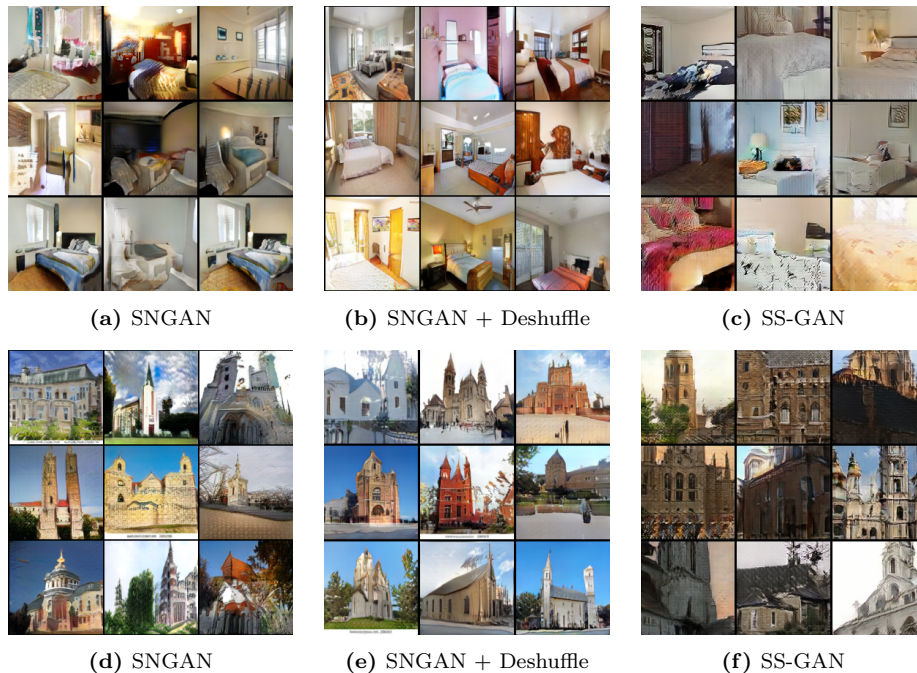 (a) SNGAN
(b) SNGAN + Deshuffle
(c) SS-GAN
(d) SNGAN
(e) SNGAN + Deshuffle
(f) SS-GAN